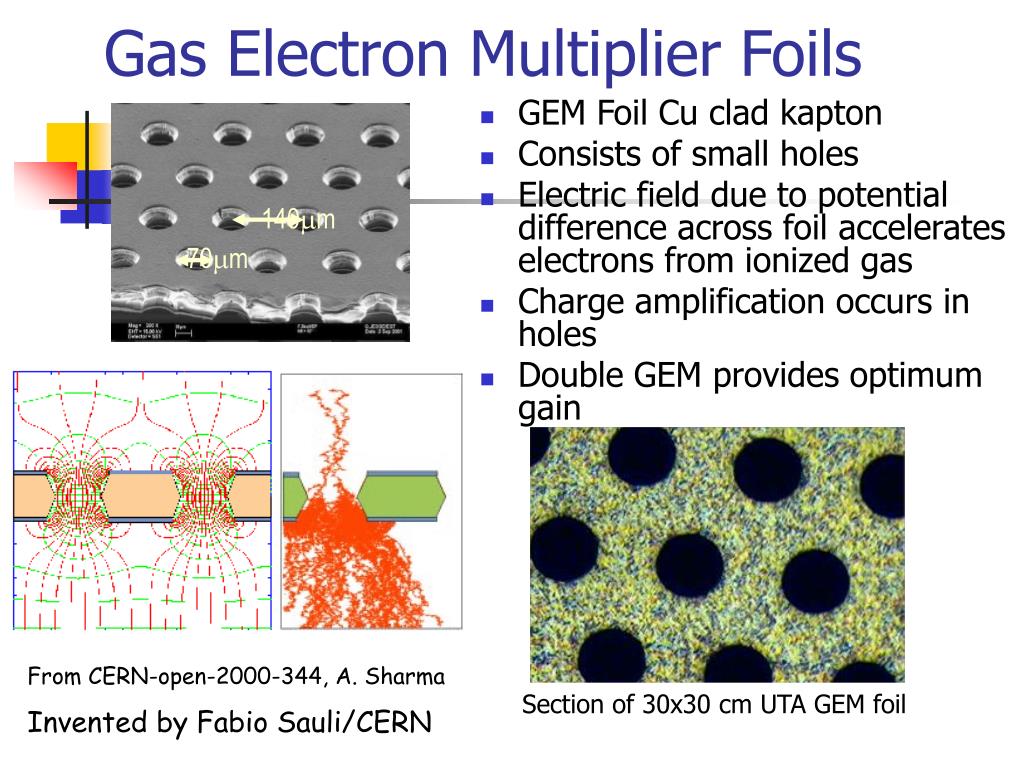 Gas Electron Multiplier Foils
GEM Foil Cu clad kapton
Consists of small holes
Electric field due to potential
difference across foil accelerates
electrons from ionized gas
Charge amplification occurs in
holes
Double GEM provides optimum
gain
140μm
70μm
From CERN-open-2000-344, A. Sharma
Invented by Fabio Sauli/CERN
Section of 30x30 cm UTA GEM foil